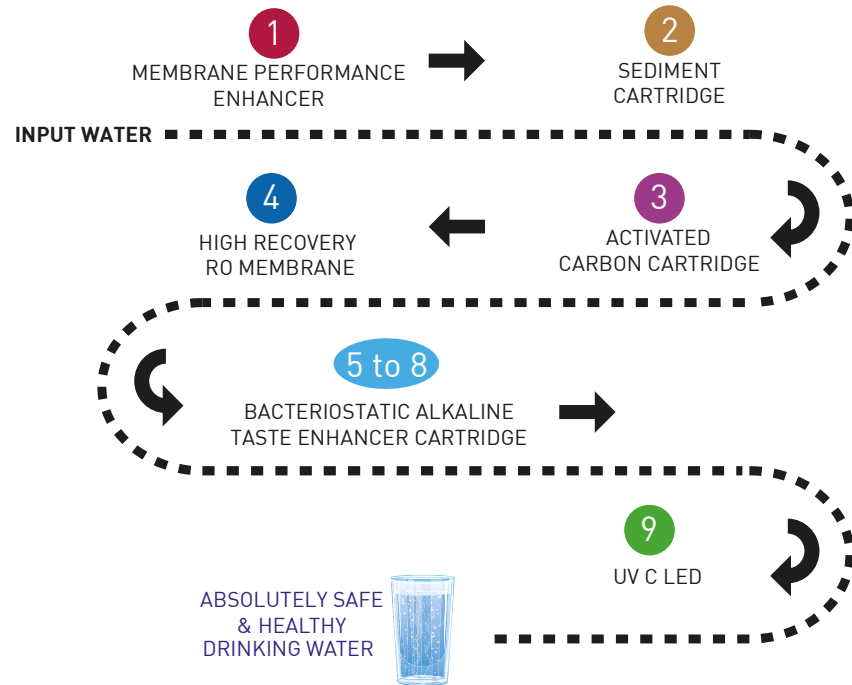 1
MEMBRANE PERFORMANCE
ENHANCER
2
SEDIMENT
CARTRIDGE
INPUT WATER
3
ACTIVATED
CARBON CARTRIDGE
4
HIGH RECOVERY
RO MEMBRANE
5 to 8
BACTERIOSTATIC ALKALINE
TASTE ENHANCER CARTRIDGE
9
UV C LED
ABSOLUTELY SAFE
& HEALTHY
DRINKING WATER